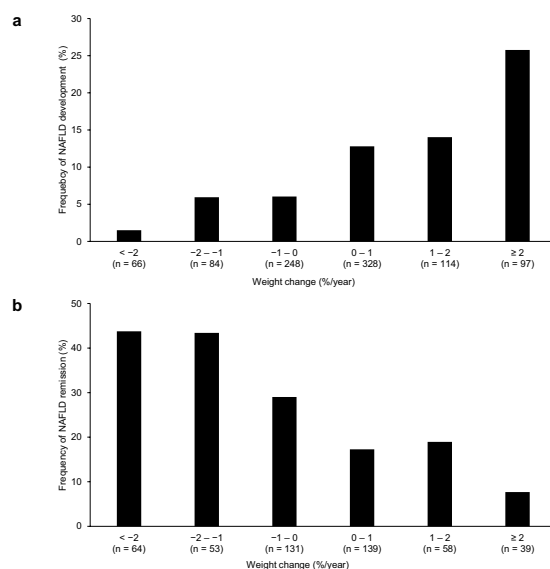 a
Frequebcy of NAFLD development (%)
30
25
20
15
10
5
0
< −2 −2 – −1 −1 – 0 0 – 1 1 – 2 ≥ 2
(n = 66) (n = 84) (n = 248) (n = 328) (n = 114) (n = 97)
Weight change (%/year)
b
Frequency of NAFLD remission (%)
50
40
30
20
10
0
< −2 −2 – −1 −1 – 0 0 – 1 1 – 2 ≥ 2
(n = 64) (n = 53) (n = 131) (n = 139) (n = 58) (n = 39)
Weight change (%/year)